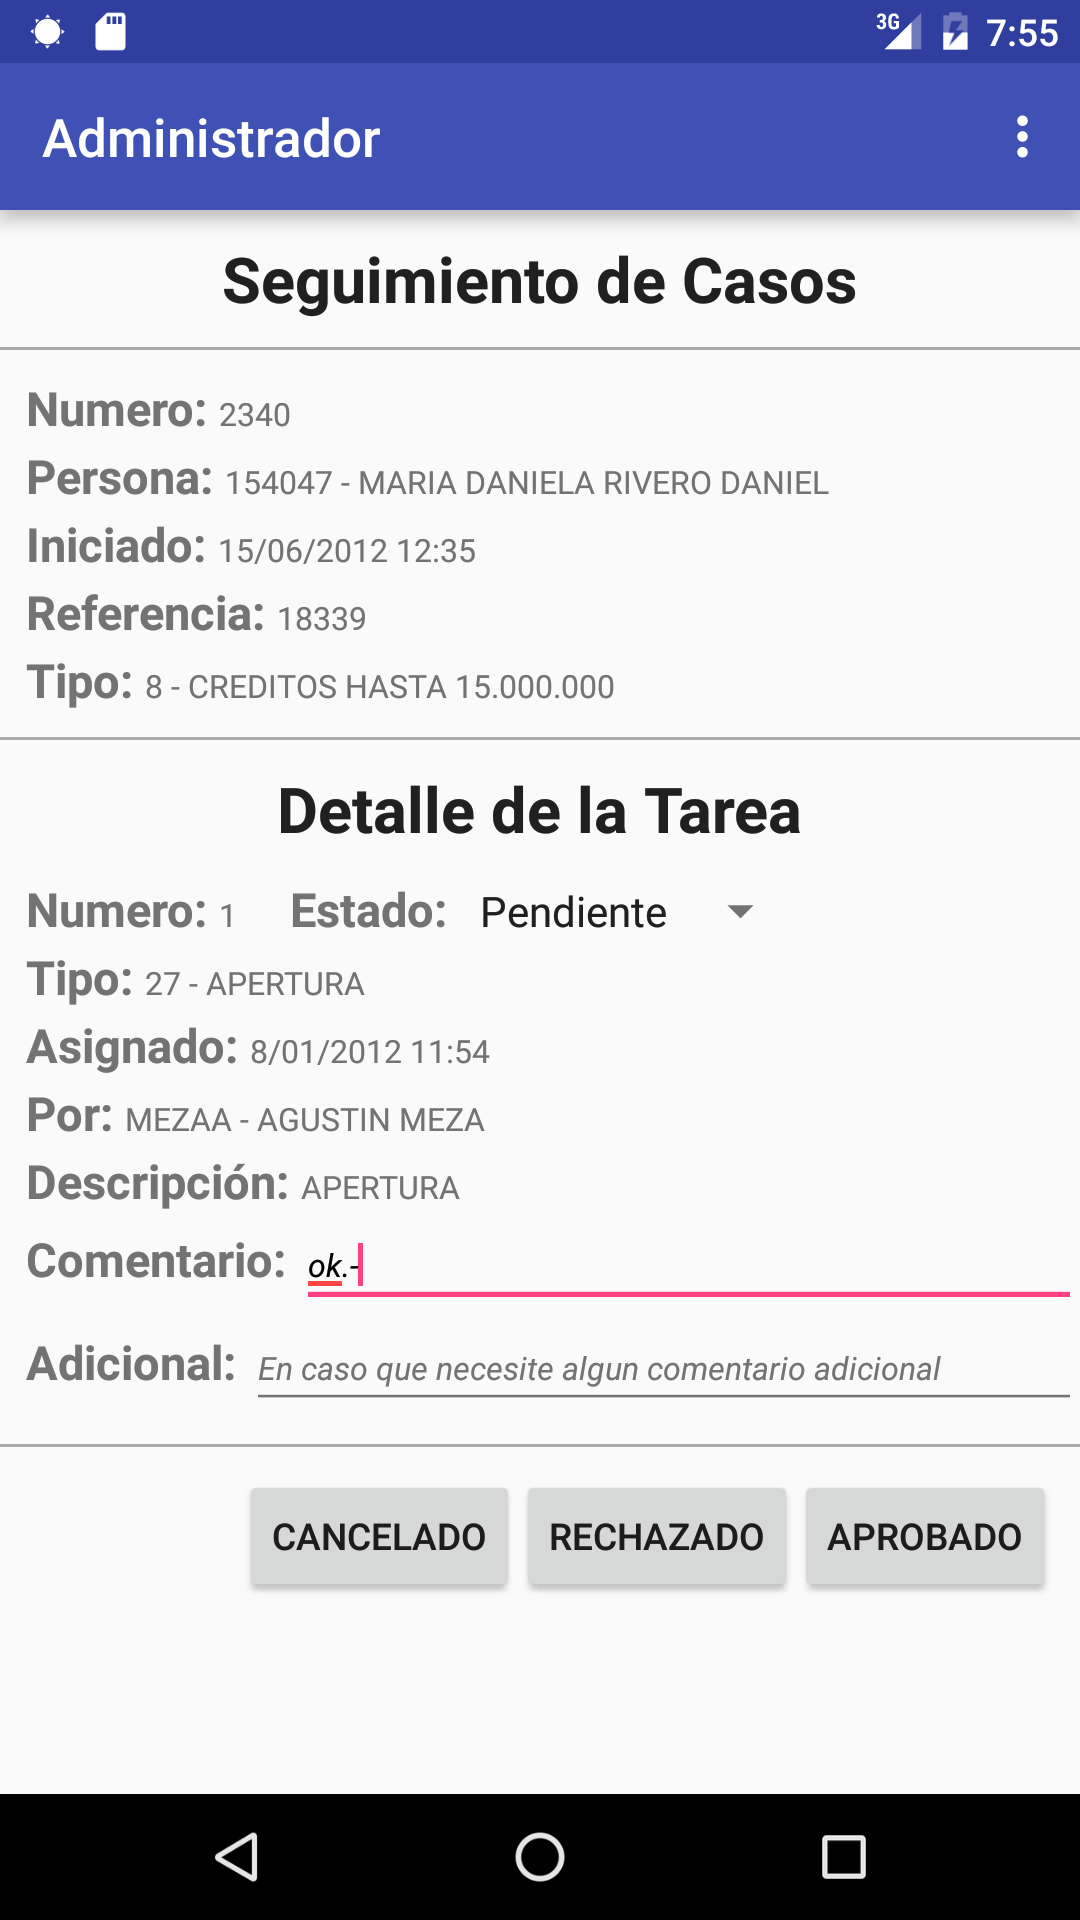 3G 7:55
Administrador
Seguimiento de Casos
Numero: 2340
Persona: 154047 - MARIA DANIELA RIVERO DANIEL
Iniciado: 15/06/2012 12:35
Referencia: 18339
Tipo: 8 - CREDITOS HASTA 15.000.000
Detalle de la Tarea
Numero: 1 Estado: Pendiente
Tipo: 27 - APERTURA
Asignado: 8/01/2012 11:54
Por: MEZAA - AGUSTIN MEZA
Descripción: APERTURA
Comentario: ok.-
Adicional: En caso que necesite algun comentario adicional
CANCELADO RECHAZADO APROBADO